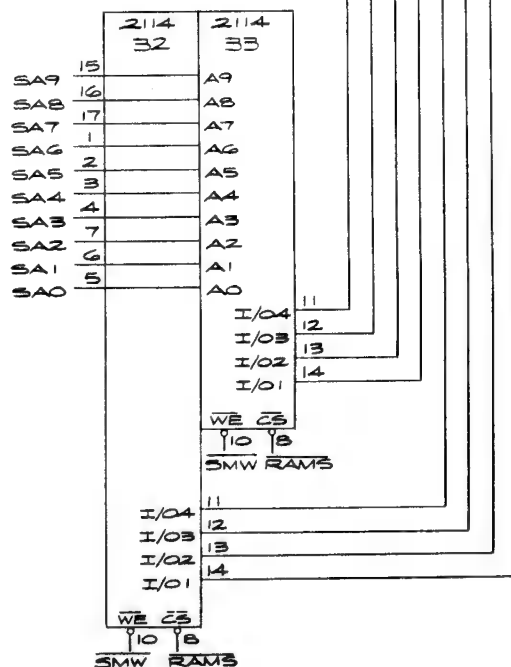 2114 2114
32 33
SA9 15 A9
SA8 16 A8
SA7 17 A7
SA6 1 A6
SA5 2 A5
SA4 3 A4
SA3 4 A3
SA2 7 A2
SA1 6 A1
SA0 5 A0
I/O4 11
I/O3 12
I/O2 13
I/O1 14
WE CS
10 8
SMW RAMS
I/O4 11
I/O3 12
I/O2 13
I/O1 14
WE CS
10 8
SMW RAMS